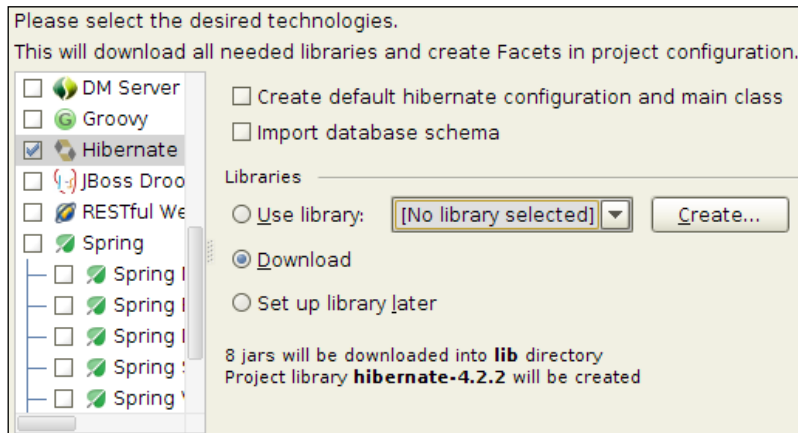 Please select the desired technologies.
This will download all needed libraries and create Facets in project configuration.
DM Server
Groovy
Hibernate
JBoss Droo
RESTful We
Spring
Spring
Spring
Spring
Spring
Spring
Create default hibernate configuration and main class
Import database schema
Libraries
Use library: [No library selected] Create...
Download
Set up library later
8 jars will be downloaded into lib directory
Project library hibernate-4.2.2 will be created